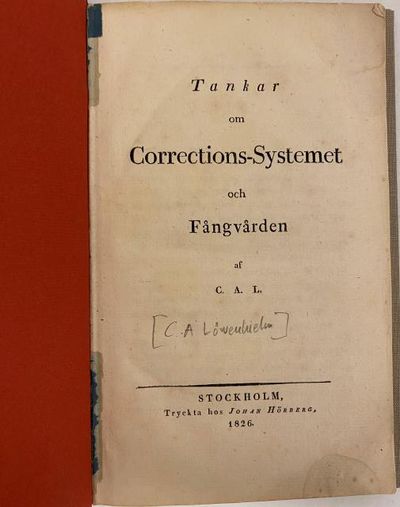 Tankar
om
Corrections-Systemet
och
Fångvården
af
C. A. L.
[C. A Löwenhielm]
STOCKHOLM,
Tryckta hos JOHAN HÖRBERG,
1826.